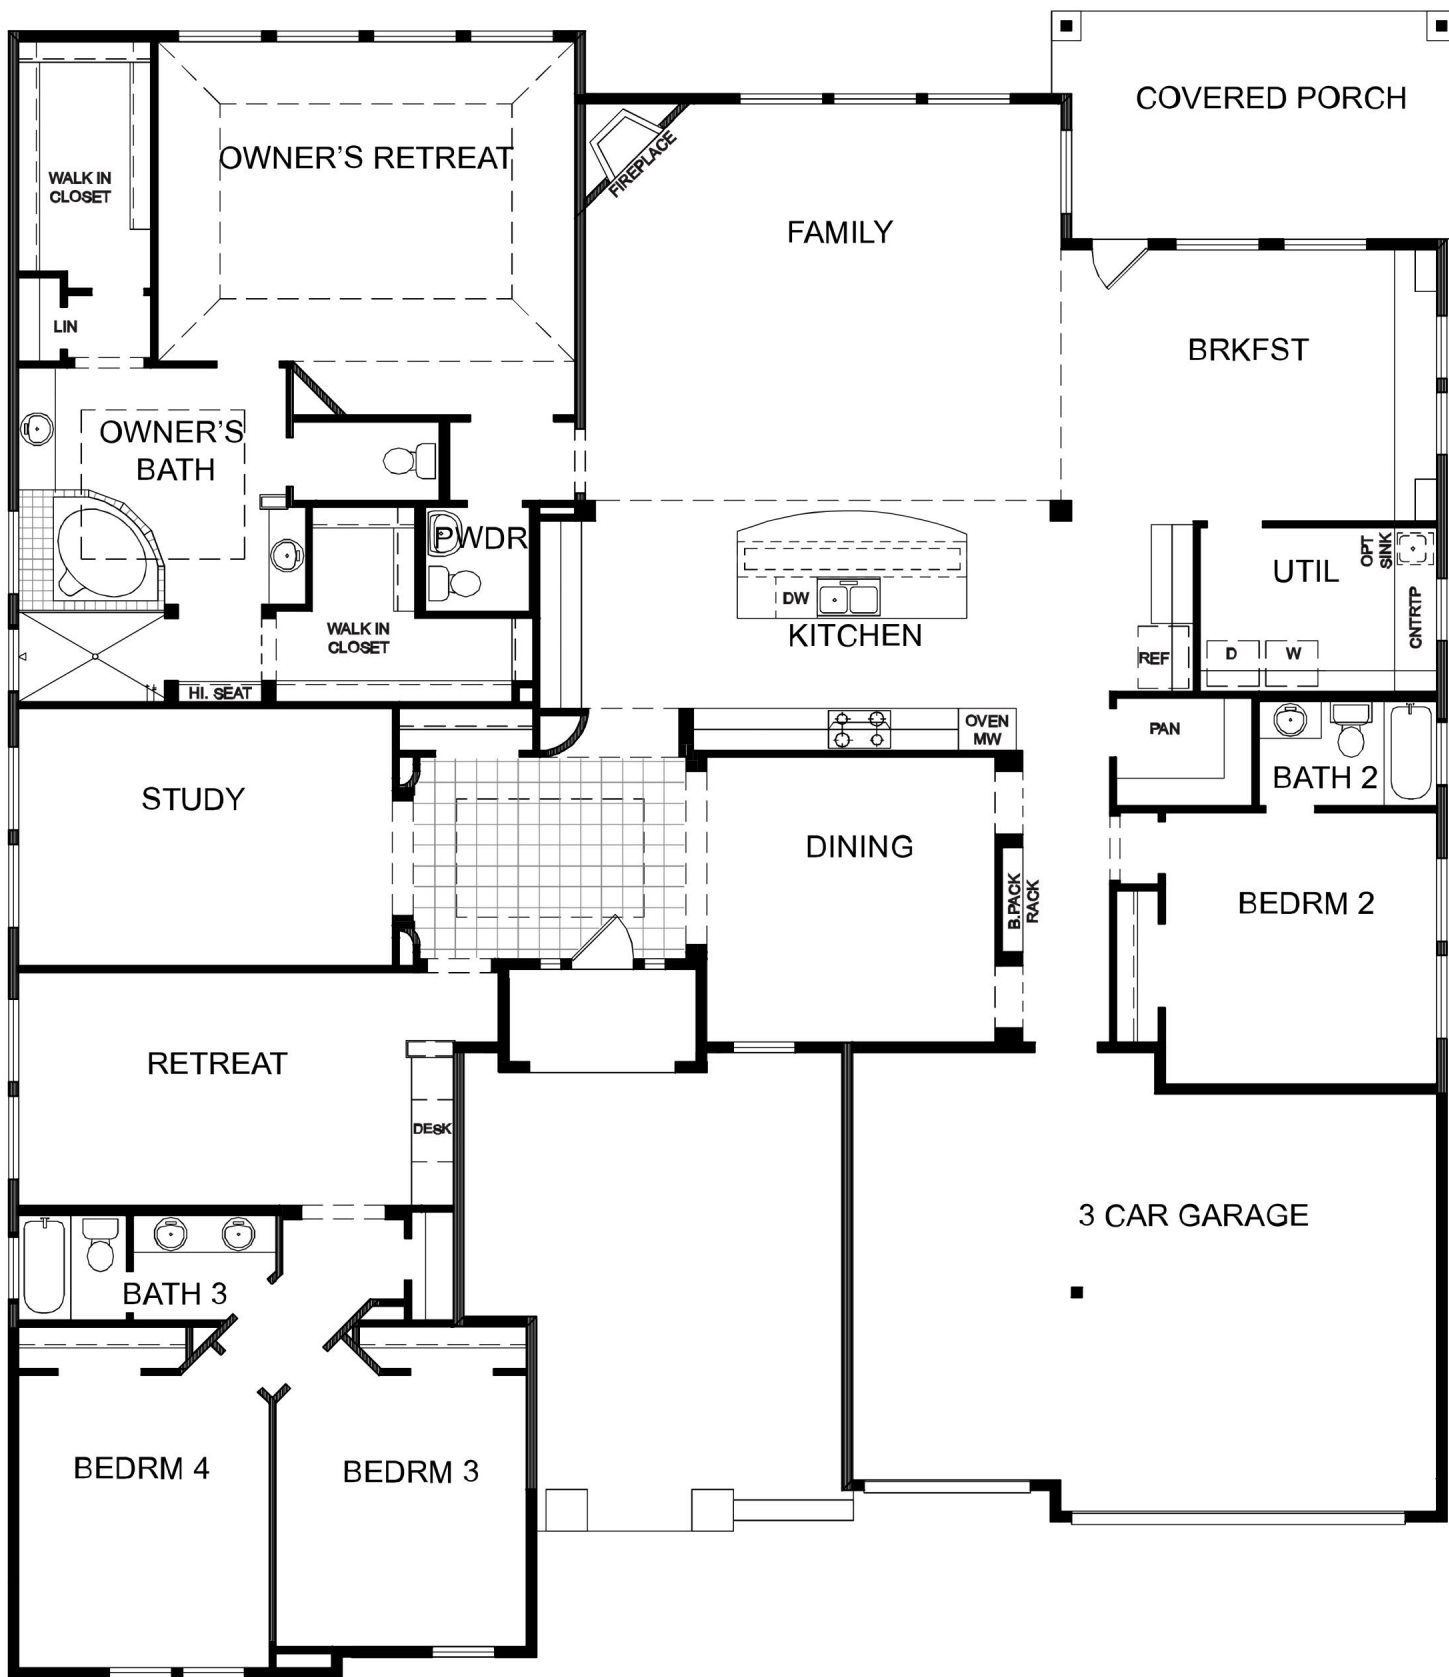 COVERED PORCH
OWNER'S RETREAT
WALK IN
CLOSET
FIREPLACE
FAMILY
LIN
BRKFST
OWNER'S
BATH
PWDR
OPT
SINK
UTIL
DW
CNTRTP
KITCHEN
WALK IN
CLOSET
REF
D
W
HI. SEAT
OVEN
MW
PAN
BATH 2
STUDY
DINING
B.PACK
RACK
BEDRM 2
RETREAT
DESK
3 CAR GARAGE
BATH 3
BEDRM 4
BEDRM 3